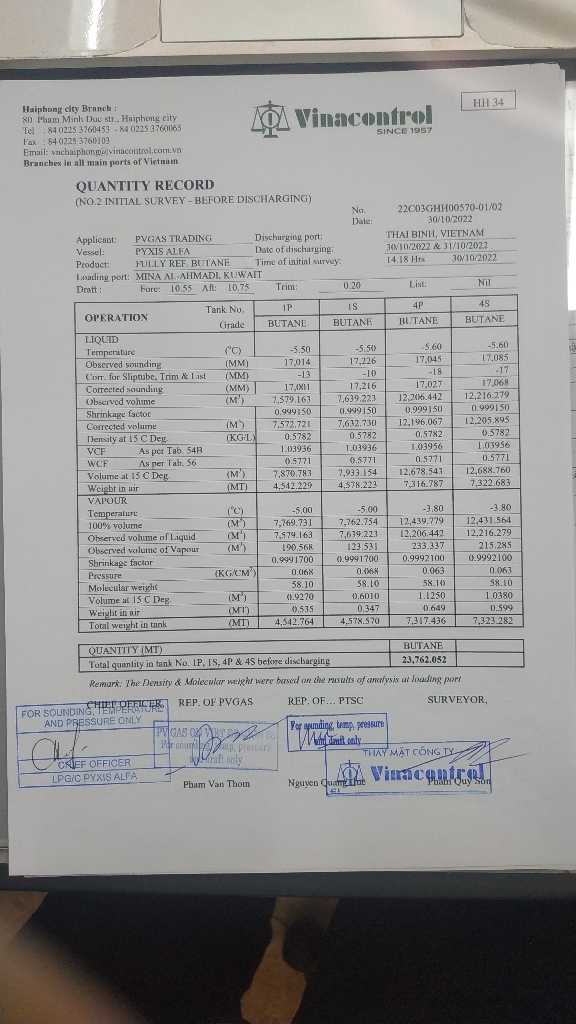 HH 34
Haiphong city Branch :
80 Pham Minh Duc str., Haiphong city
Tel : 84 0225 3760453 - 84 0225 3760065
Fax : 84 0225 3760103
Email: vnchaiphong@vinacontrol.com.vn
Branches in all main ports of Vietnam
Vinacontrol
SINCE 1957
QUANTITY RECORD
(NO.2 INITIAL SURVEY - BEFORE DISCHARGING)
No. 22C03GHH00570-01/02
Date: 30/10/2022
Applicant: PVGAS TRADING Discharging port: THAI BINH, VIETNAM
Vessel: PYXIS ALFA Date of discharging: 30/10/2022 & 31/10/2022
Product: FULLY REF. BUTANE Time of initial survey: 14.18 Hrs 30/10/2022
Loading port: MINA AL-AHMADI, KUWAIT
Draft : Fore: 10.55 Aft: 10.75 Trim: 0.20 List: Nil
OPERATION Tank No. 1P 1S 4P 4S
Grade BUTANE BUTANE BUTANE BUTANE
LIQUID
Temperature (°C) -5.50 -5.50 -5.60 -5.60
Observed sounding (MM) 17,014 17,226 17,045 17,085
Corr. for Sliptube, Trim & List (MM) -13 -10 -18 -17
Corrected sounding (MM) 17,001 17,216 17,027 17,068
Observed volume (M³) 7,579.163 7,639.223 12,206.442 12,216.279
Shrinkage factor 0.999150 0.999150 0.999150 0.999150
Corrected volume (M³) 7,572.721 7,632.730 12,196.067 12,205.895
Density at 15 C Deg. (KG/L) 0.5782 0.5782 0.5782 0.5782
VCF As per Tab. 54B 1.03936 1.03936 1.03956 1.03956
WCF As per Tab. 56 0.5771 0.5771 0.5771 0.5771
Volume at 15 C Deg. (M³) 7,870.783 7,933.154 12,678.543 12,688.760
Weight in air (MT) 4,542.229 4,578.223 7,316.787 7,322.683
VAPOUR
Temperature (°C) -5.00 -5.00 -3.80 -3.80
100% volume (M³) 7,769.731 7,762.754 12,439.779 12,431.564
Observed volume of Liquid (M³) 7,579.163 7,639.223 12,206.442 12,216.279
Observed volume of Vapour (M³) 190.568 123.531 233.337 215.285
Shrinkage factor 0.9991700 0.9991700 0.9992100 0.9992100
Pressure (KG/CM²) 0.068 0.068 0.063 0.063
Molecular weight 58.10 58.10 58.10 58.10
Volume at 15 C Deg. (M³) 0.9270 0.6010 1.1250 1.0380
Weight in air (MT) 0.535 0.347 0.649 0.599
Total weight in tank (MT) 4,542.764 4,578.570 7,317.436 7,323.282
QUANTITY (MT) BUTANE
Total quantity in tank No. 1P, 1S, 4P & 4S before discharging 23,762.052
Remark: The Density & Molecular weight were based on the rusults of analysis at loading port
CHIEF OFFICER, REP. OF PVGAS REP. OF... PTSC SURVEYOR,
FOR SOUNDING, TEMPERATURE
AND PRESSURE ONLY
CHIEF OFFICER
LPG/C PYXIS ALFA
For sounding, temp, pressure
and draft only
Pham Van Thom
For sounding, temp, pressure
and draft only
Nguyen Quang Hue
THAY MẶT CÔNG TY
Vinacontrol
Pham Quy Son